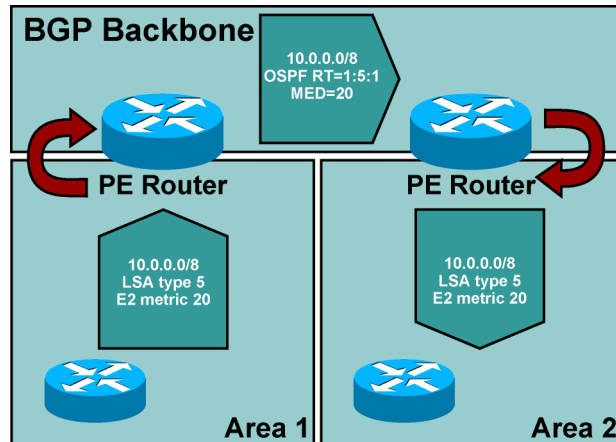 BGP Backbone
10.0.0.0/8
OSPF RT=1:5:1
MED=20
PE Router
PE Router
10.0.0.0/8
LSA type 5
E2 metric 20
10.0.0.0/8
LSA type 5
E2 metric 20
Area 1
Area 2